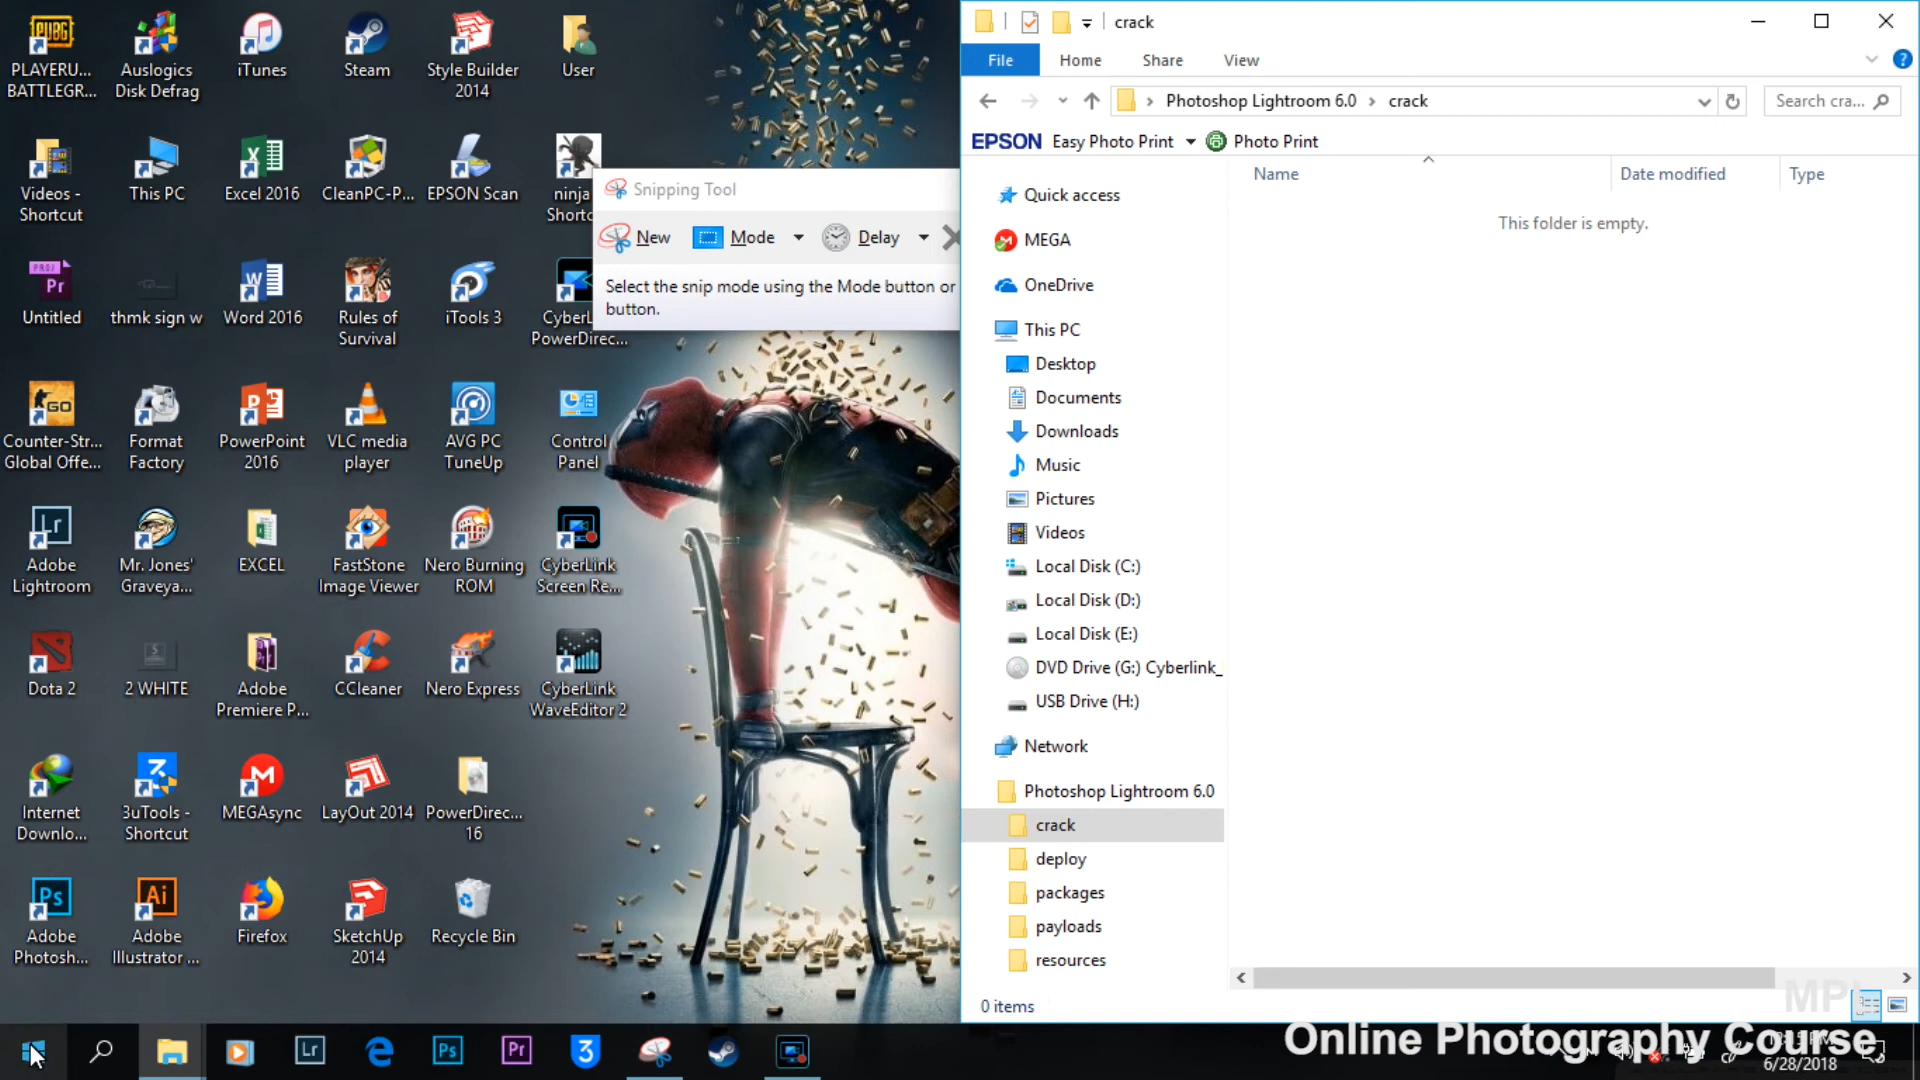 PLAYERU...
BATTLEGR...
Auslogics
Disk Defrag
iTunes
Steam
Style Builder
2014
User
Videos -
Shortcut
This PC
Excel 2016
CleanPC-P...
EPSON Scan
ninja
Untitled
thmk sign w
Word 2016
Rules of
Survival
iTools 3
PowerDirec...
Counter-Str...
Global Offe...
Format
Factory
PowerPoint
2016
VLC media
player
AVG PC
TuneUp
Control
Panel
Adobe
Lightroom
Mr. Jones'
Graveya...
EXCEL
FastStone
Image Viewer
Nero Burning
ROM
CyberLink
Screen Re...
Dota 2
2 WHITE
Adobe
Premiere P...
CCleaner
Nero Express
CyberLink
WaveEditor 2
Internet
Downlo...
3uTools -
Shortcut
MEGAsync
LayOut 2014
PowerDirec...
16
Adobe
Photosh...
Adobe
Illustrator ...
Firefox
SketchUp
2014
Recycle Bin
Snipping Tool
New
Mode
Delay
Select the snip mode using the Mode button or
button.
crack
File
Home
Share
View
Photoshop Lightroom 6.0 › crack
Search cra...
EPSON Easy Photo Print
Photo Print
Name
Date modified
Type
This folder is empty.
Quick access
MEGA
OneDrive
This PC
Desktop
Documents
Downloads
Music
Pictures
Videos
Local Disk (C:)
Local Disk (D:)
Local Disk (E:)
DVD Drive (G:) Cyberlink_
USB Drive (H:)
Network
Photoshop Lightroom 6.0
crack
deploy
packages
payloads
resources
0 items
Online Photography Course
6/28/2018